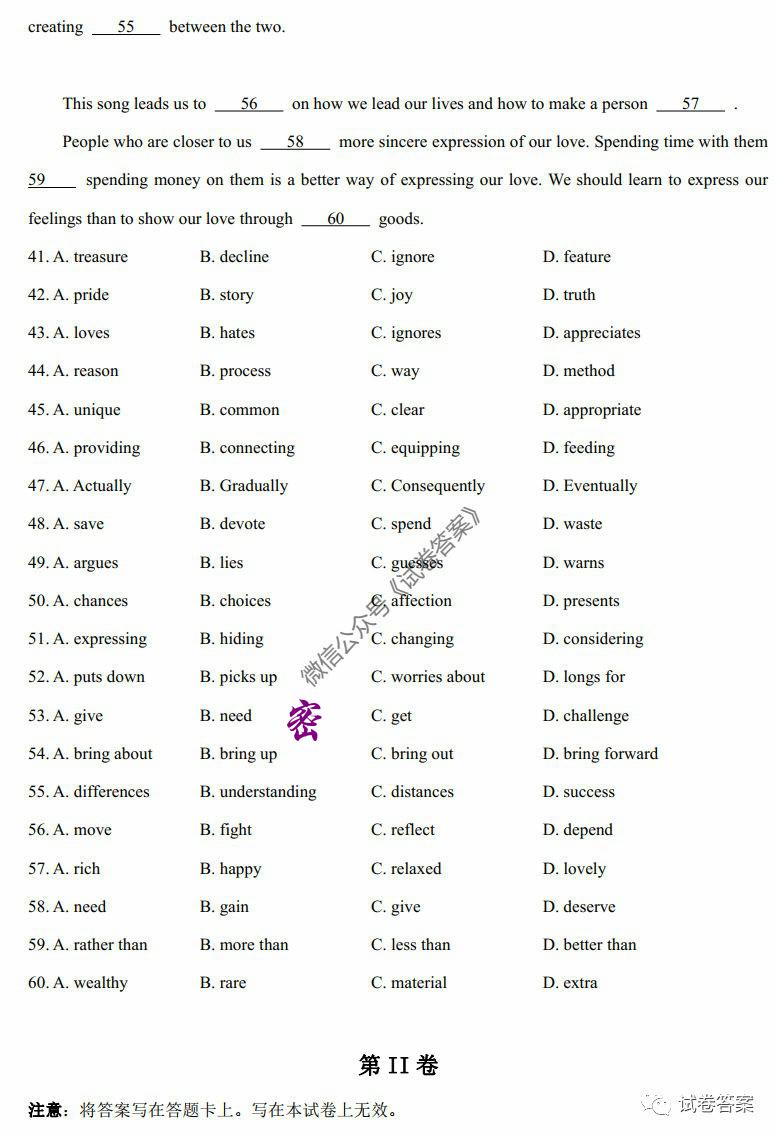 creating 55 between the two.
This song leads us to 56 on how we lead our lives and how to make a person 57 .
People who are closer to us 58 more sincere expression of our love. Spending time with them
59 spending money on them is a better way of expressing our love. We should learn to express our
feelings than to show our love through 60 goods.
41. A. treasure B. decline C. ignore D. feature
42. A. pride B. story C. joy D. truth
43. A. loves B. hates C. ignores D. appreciates
44. A. reason B. process C. way D. method
45. A. unique B. common C. clear D. appropriate
46. A. providing B. connecting C. equipping D. feeding
47. A. Actually B. Gradually C. Consequently D. Eventually
48. A. save B. devote C. spend D. waste
49. A. argues B. lies C. guesses D. warns
50. A. chances B. choices C. affection D. presents
51. A. expressing B. hiding C. changing D. considering
52. A. puts down B. picks up C. worries about D. longs for
53. A. give B. need C. get D. challenge
54. A. bring about B. bring up C. bring out D. bring forward
55. A. differences B. understanding C. distances D. success
56. A. move B. fight C. reflect D. depend
57. A. rich B. happy C. relaxed D. lovely
58. A. need B. gain C. give D. deserve
59. A. rather than B. more than C. less than D. better than
60. A. wealthy B. rare C. material D. extra
微信公众号《试卷答案》
密
第 II 卷
注意：将答案写在答题卡上。写在本试卷上无效。
试卷答案